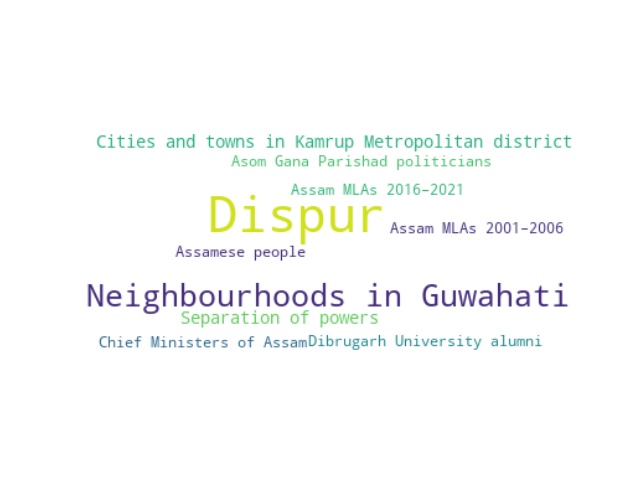 Cities and towns in Kamrup Metropolitan district
Asom Gana Parishad politicians
Assam MLAs 2016–2021
Dispur
Assam MLAs 2001–2006
Assamese people
Neighbourhoods in Guwahati
Separation of powers
Chief Ministers of Assam
Dibrugarh University alumni